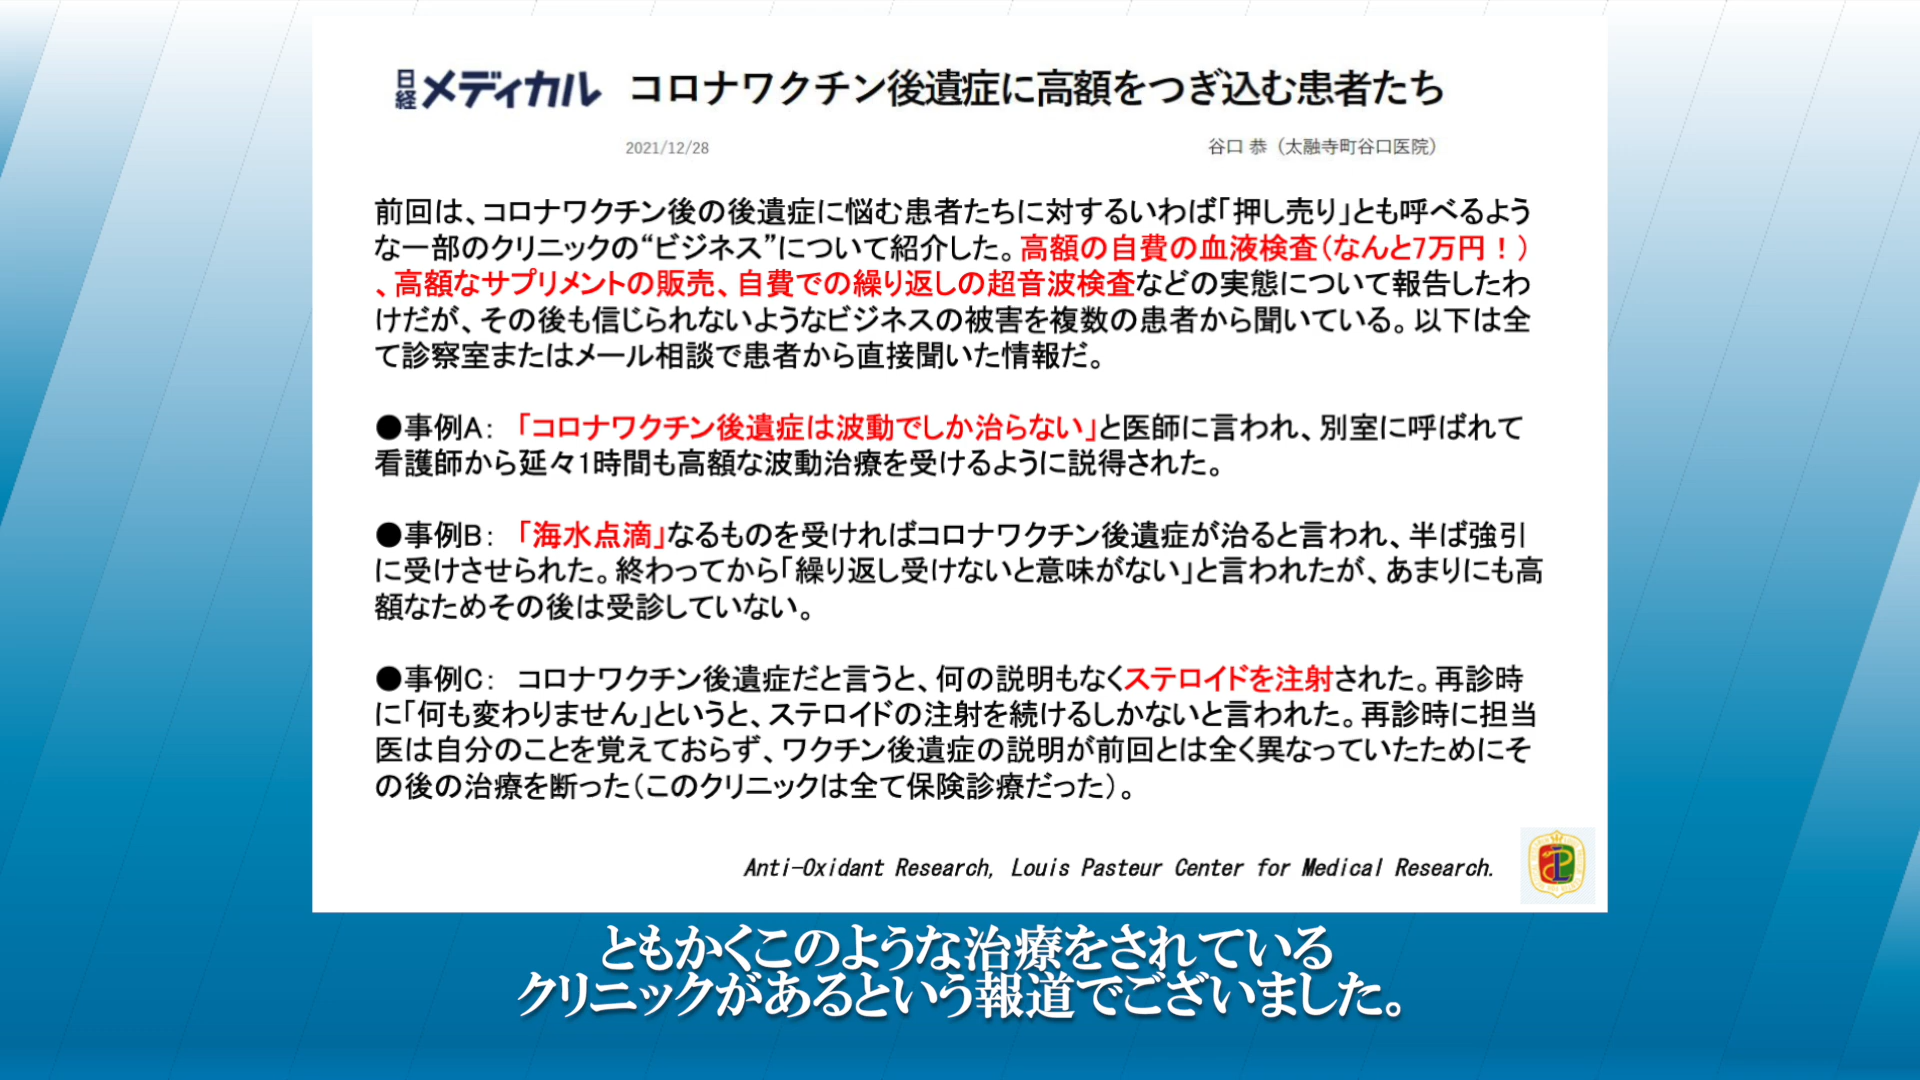 日経メディカル コロナワクチン後遺症に高額をつぎ込む患者たち
2021/12/28 谷口 恭（太融寺町谷口医院）
前回は、コロナワクチン後の後遺症に悩む患者たちに対するいわば「押し売り」とも呼べるよう
な一部のクリニックの“ビジネス”について紹介した。高額の自費の血液検査（なんと7万円！）
、高額なサプリメントの販売、自費での繰り返しの超音波検査などの実態について報告したわ
けだが、その後も信じられないようなビジネスの被害を複数の患者から聞いている。以下は全
て診察室またはメール相談で患者から直接聞いた情報だ。
●事例A： 「コロナワクチン後遺症は波動でしか治らない」と医師に言われ、別室に呼ばれて
看護師から延々1時間も高額な波動治療を受けるように説得された。
●事例B： 「海水点滴」なるものを受ければコロナワクチン後遺症が治ると言われ、半ば強引
に受けさせられた。終わってから「繰り返し受けないと意味がない」と言われたが、あまりにも高
額なためその後は受診していない。
●事例C： コロナワクチン後遺症だと言うと、何の説明もなくステロイドを注射された。再診時
に「何も変わりません」というと、ステロイドの注射を続けるしかないと言われた。再診時に担当
医は自分のことを覚えておらず、ワクチン後遺症の説明が前回とは全く異なっていたためにそ
の後の治療を断った（このクリニックは全て保険診療だった）。
Anti-Oxidant Research, Louis Pasteur Center for Medical Research.
ともかくこのような治療をされている
クリニックがあるという報道でございました。